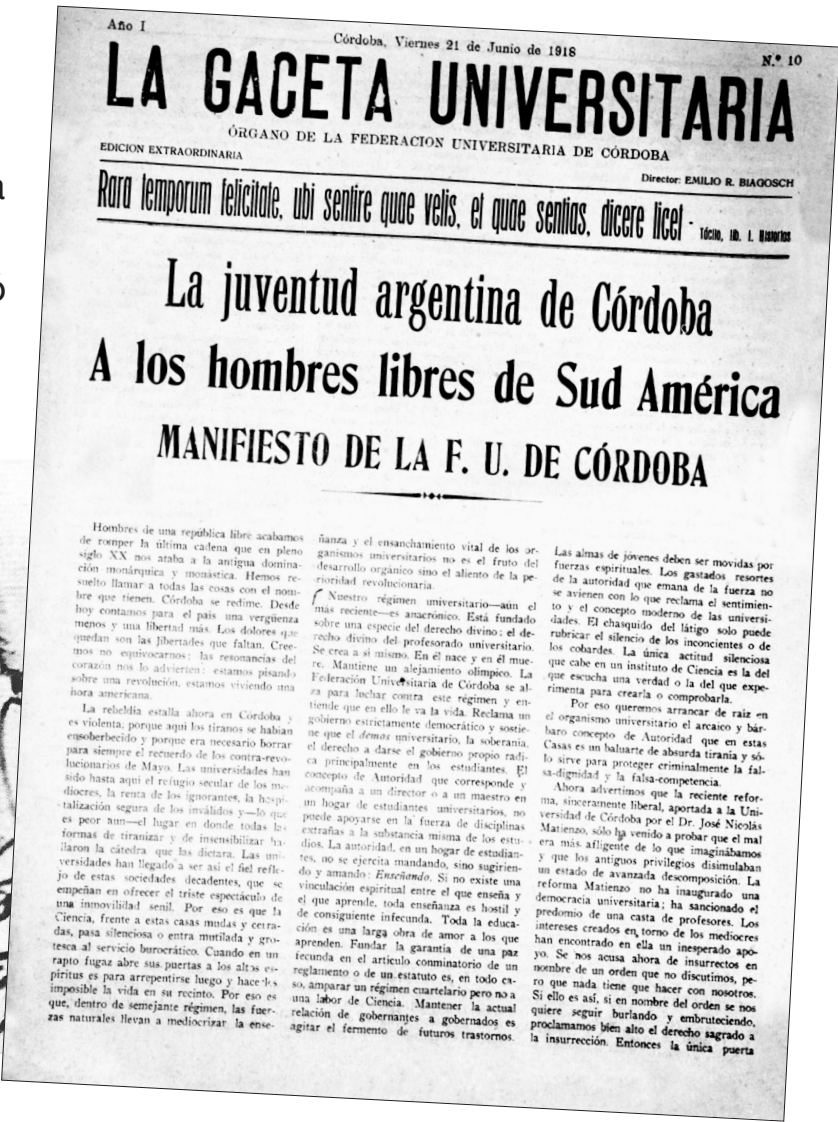 a
ó
Año I
Córdoba, Viernes 21 de Junio de 1918
N.º 10
LA GACETA UNIVERSITARIA
ÓRGANO DE LA FEDERACION UNIVERSITARIA DE CÓRDOBA
EDICION EXTRAORDINARIA
Director: EMILIO R. BIAGOSCH
Rara temporum felicitate, ubi sentire quae velis, et quae sentias, dicere licet - Tácito, lib. I. Historias
La juventud argentina de Córdoba
A los hombres libres de Sud América
MANIFIESTO DE LA F. U. DE CÓRDOBA
Hombres de una república libre acabamos
de romper la última cadena que en pleno
siglo XX nos ataba a la antigua domina-
ción monárquica y monástica. Hemos re-
suelto llamar a todas las cosas con el nom-
bre que tienen. Córdoba se redime. Desde
hoy contamos para el país una vergüenza
menos y una libertad más. Los dolores que
quedan son las libertades que faltan. Cree-
mos no equivocarnos; las resonancias del
corazón nos lo advierten: estamos pisando
sobre una revolución, estamos viviendo una
hora americana.
La rebeldia estalla ahora en Córdoba y
es violenta, porque aquí los tiranos se habian
ensoberbecido y porque era necesario borrar
para siempre el recuerdo de los contra-revo-
lucionarios de Mayo. Las universidades han
sido hasta aquí el refugio secular de los me-
diocres, la renta de los ignorantes, la hospi-
talización segura de los inválidos y—lo que
es peor aun—el lugar en donde todas las
formas de tiranizar y de insensibilizar ha-
llaron la cátedra que las dictara. Las uni-
versidades han llegado a ser así el fiel refle-
jo de estas sociedades decadentes, que se
empeñan en ofrecer el triste espectáculo de
una inmovilidad senil. Por eso es que la
Ciencia, frente a estas casas mudas y cerra-
das, pasa silenciosa o entra mutilada y gro-
tesca al servicio burocrático. Cuando en un
rapto fugaz abre sus puertas a los altos es-
píritus es para arrepentirse luego y hacerles
imposible la vida en su recinto. Por eso es
que, dentro de semejante régimen, las fuer-
zas naturales llevan a mediocrizar la ense-
ñanza y el ensanchamiento vital de los or-
ganismos universitarios no es el fruto del
desarrollo orgánico sino el aliento de la pe-
rioridad revolucionaria.
Nuestro régimen universitario—aún el
más reciente—es anacrónico. Está fundado
sobre una especie del derecho divino; el de-
recho divino del profesorado universitario.
Se crea a sí mismo. En él nace y en él mue-
re. Mantiene un alejamiento olímpico. La
Federación Universitaria de Córdoba se al-
za para luchar contra este régimen y en-
tiende que en ello le va la vida. Reclama un
gobierno estrictamente democrático y sostie-
ne que el demos universitario, la soberanía,
el derecho a darse el gobierno propio radi-
ca principalmente en los estudiantes. El
concepto de Autoridad que corresponde y
acompaña a un director o a un maestro en
un hogar de estudiantes universitarios, no
puede apoyarse en la fuerza de disciplinas
extrañas a la substancia misma de los estu-
dios. La autoridad, en un hogar de estudian-
tes, no se ejercita mandando, sino sugirien-
do y amando: Enseñando. Si no existe una
vinculación espiritual entre el que enseña y
el que aprende, toda enseñanza es hostil y
de consiguiente infecunda. Toda la educa-
ción es una larga obra de amor a los que
aprenden. Fundar la garantia de una paz
fecunda en el artículo conminatorio de un
reglamento o de un estatuto es, en todo ca-
so, amparar un régimen cuartelario pero no a
una labor de Ciencia. Mantener la actual
relación de gobernantes a gobernados es
agitar el fermento de futuros trastornos.
Las almas de jóvenes deben ser movidas por
fuerzas espirituales. Los gastados resortes
de la autoridad que emana de la fuerza no
se avienen con lo que reclama el sentimien-
to y el concepto moderno de las universi-
dades. El chasquido del látigo solo puede
rubricar el silencio de los inconcientes o de
los cobardes. La única actitud silenciosa
que cabe en un instituto de Ciencia es la del
que escucha una verdad o la del que expe-
rimenta para crearla o comprobarla.
Por eso queremos arrancar de raiz en
el organismo universitario el arcaico y bár-
baro concepto de Autoridad que en estas
Casas es un baluarte de absurda tiranía y só-
lo sirve para proteger criminalmente la fal-
sa-dignidad y la falsa-competencia.
Ahora advertimos que la reciente refor-
ma, sinceramente liberal, aportada a la Uni-
versidad de Córdoba por el Dr. José Nicolás
Matienzo, sólo ha venido a probar que el mal
era más afligente de lo que imaginábamos
y que los antiguos privilegios disimulaban
un estado de avanzada descomposición. La
reforma Matienzo no ha inaugurado una
democracia universitaria; ha sancionado el
predomio de una casta de profesores. Los
intereses creados en torno de los mediocres
han encontrado en ella un inesperado apo-
yo. Se nos acusa ahora de insurrectos en
nombre de un orden que no discutimos, pe-
ro que nada tiene que hacer con nosotros.
Si ello es así, si en nombre del orden se nos
quiere seguir burlando y embruteciendo,
proclamamos bien alto el derecho sagrado a
la insurrección. Entonces la única puerta